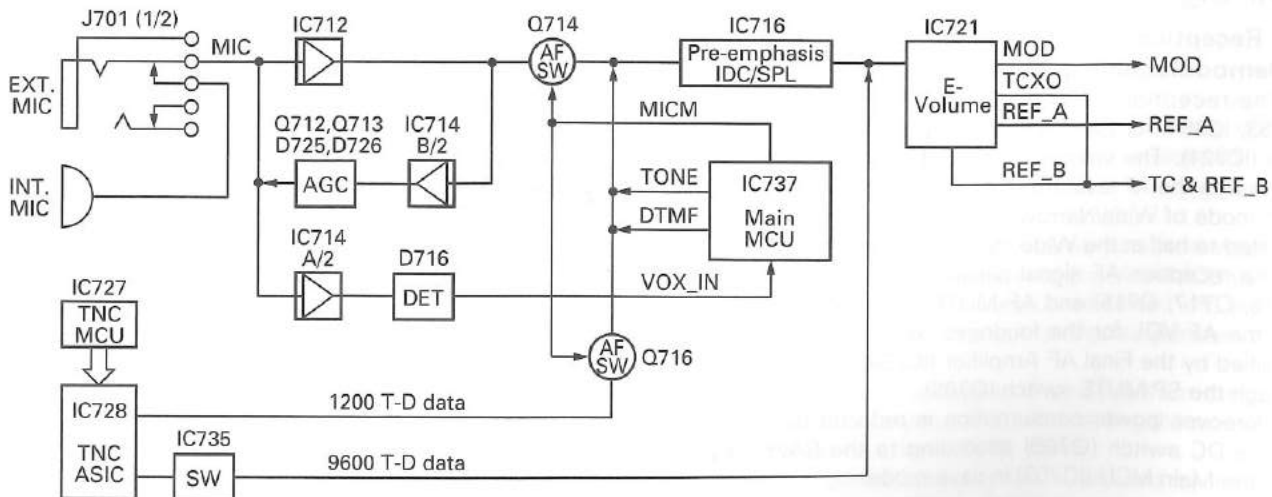 J701 (1/2)
EXT.
MIC
INT.
MIC
MIC
IC712
Q712,Q713
D725,D726
AGC
IC714
B/2
IC714
A/2
D716
DET
VOX_IN
Q714
AF
SW
IC716
Pre-emphasis
IDC/SPL
MICM
TONE
DTMF
IC737
Main
MCU
AF
SW
Q716
IC721
E-
Volume
MOD
TCXO
REF_A
REF_B
MOD
REF_A
TC & REF_B
IC727
TNC
MCU
IC728
TNC
ASIC
IC735
SW
1200 T-D data
9600 T-D data